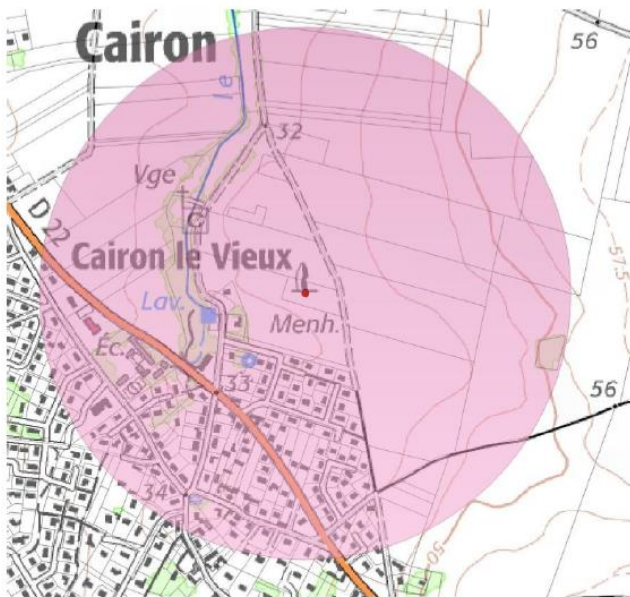 Cairon
56
le
32
Vge
D 22
Cairon le Vieux
Lav.
Menh.
57.5
Ec.
33
56
34
50